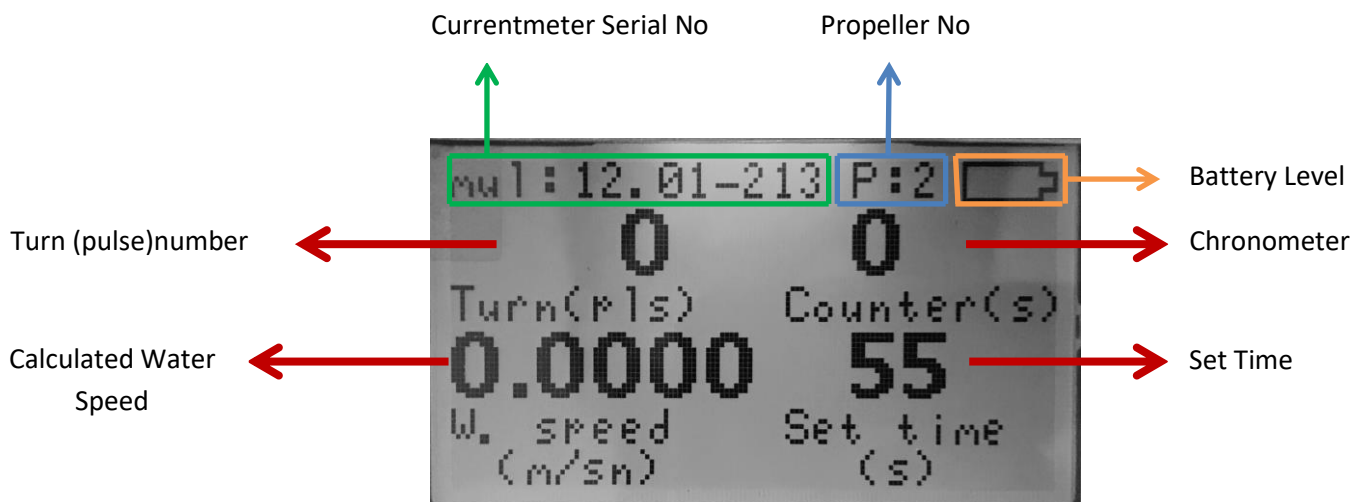 Currentmeter Serial No
Propeller No
mul:12.01-213 P:2
Battery Level
Turn (pulse)number
0
0
Chronometer
Turn(pls)
Counter(s)
Calculated Water
Speed
0.0000
55
Set Time
W. speed
(m/sn)
Set time
(s)